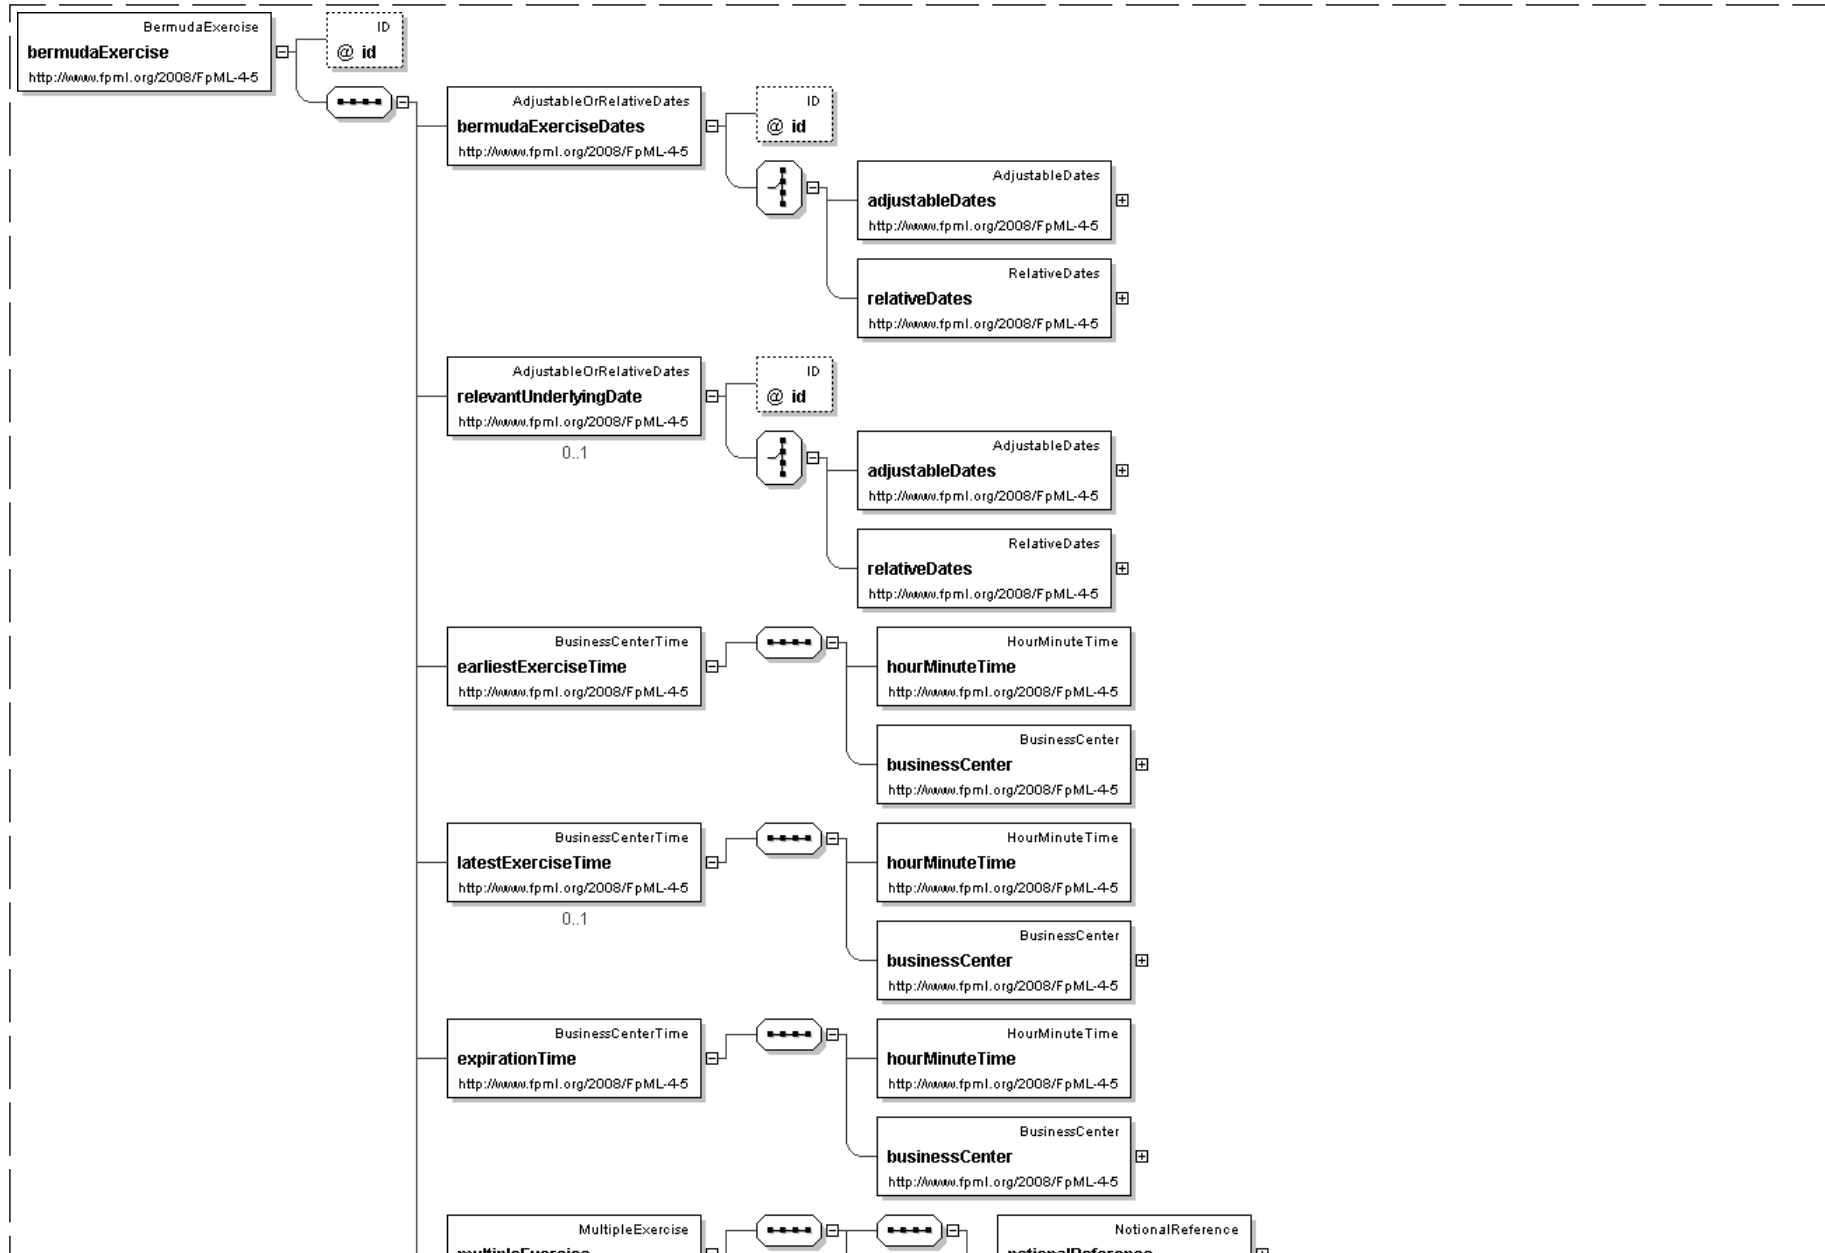 BermudaExercise
bermudaExercise
http://www.fpml.org/2008/FpML-4-5
ID
@ id
AdjustableOrRelativeDates
bermudaExerciseDates
http://www.fpml.org/2008/FpML-4-5
ID
@ id
AdjustableDates
adjustableDates
http://www.fpml.org/2008/FpML-4-5
RelativeDates
relativeDates
http://www.fpml.org/2008/FpML-4-5
AdjustableOrRelativeDates
relevantUnderlyingDate
http://www.fpml.org/2008/FpML-4-5
0..1
ID
@ id
AdjustableDates
adjustableDates
http://www.fpml.org/2008/FpML-4-5
RelativeDates
relativeDates
http://www.fpml.org/2008/FpML-4-5
BusinessCenterTime
earliestExerciseTime
http://www.fpml.org/2008/FpML-4-5
HourMinuteTime
hourMinuteTime
http://www.fpml.org/2008/FpML-4-5
BusinessCenter
businessCenter
http://www.fpml.org/2008/FpML-4-5
BusinessCenterTime
latestExerciseTime
http://www.fpml.org/2008/FpML-4-5
0..1
HourMinuteTime
hourMinuteTime
http://www.fpml.org/2008/FpML-4-5
BusinessCenter
businessCenter
http://www.fpml.org/2008/FpML-4-5
BusinessCenterTime
expirationTime
http://www.fpml.org/2008/FpML-4-5
HourMinuteTime
hourMinuteTime
http://www.fpml.org/2008/FpML-4-5
BusinessCenter
businessCenter
http://www.fpml.org/2008/FpML-4-5
MultipleExercise
multipleExercise
NotionalReference
notionalReference